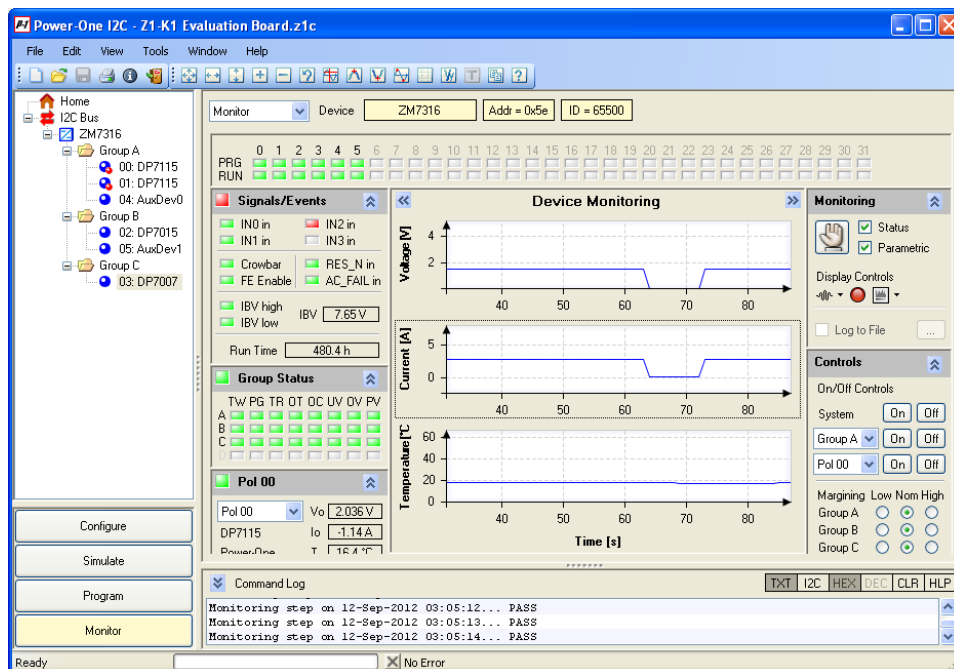 Power-One I2C - Z1-K1 Evaluation Board.z1c
File Edit View Tools Window Help
Home
I2C Bus
ZM7316
Group A
00: DP7115
01: DP7115
04: AuxDev0
Group B
02: DP7015
05: AuxDev1
Group C
03: DP7007
Configure
Simulate
Program
Monitor
Monitor Device ZM7316 Addr = 0x5e ID = 65500
0 1 2 3 4 5 6 7 8 9 10 11 12 13 14 15 16 17 18 19 20 21 22 23 24 25 26 27 28 29 30 31
PRG
RUN
Signals/Events
IN0 in IN2 in
IN1 in IN3 in
Crowbar RES_N in
FE Enable AC_FAIL in
IBV high
IBV low
IBV 7.65 V
Run Time 480.4 h
Group Status
TW PG TR OT OC UV OV PV
A
B
C
D
Pol 00
Pol 00 Vo 2.036 V
DP7115 Io -1.14 A
Power-One T 16.4 °C
Device Monitoring
Voltage [V]
4
2
40 50 60 70 80
Current [A]
5
0
40 50 60 70 80
Temperature[°C
60
40
20
0
40 50 60 70 80
Time [s]
Monitoring
Status
Parametric
Display Controls
Log to File ...
Controls
On/Off Controls
System On Off
Group A On Off
Pol 00 On Off
Margining Low Nom High
Group A
Group B
Group C
Command Log TXT I2C HEX DEC CLR HLP
Monitoring step on 12-Sep-2012 03:05:12... PASS
Monitoring step on 12-Sep-2012 03:05:13... PASS
Monitoring step on 12-Sep-2012 03:05:14... PASS
Ready No Error